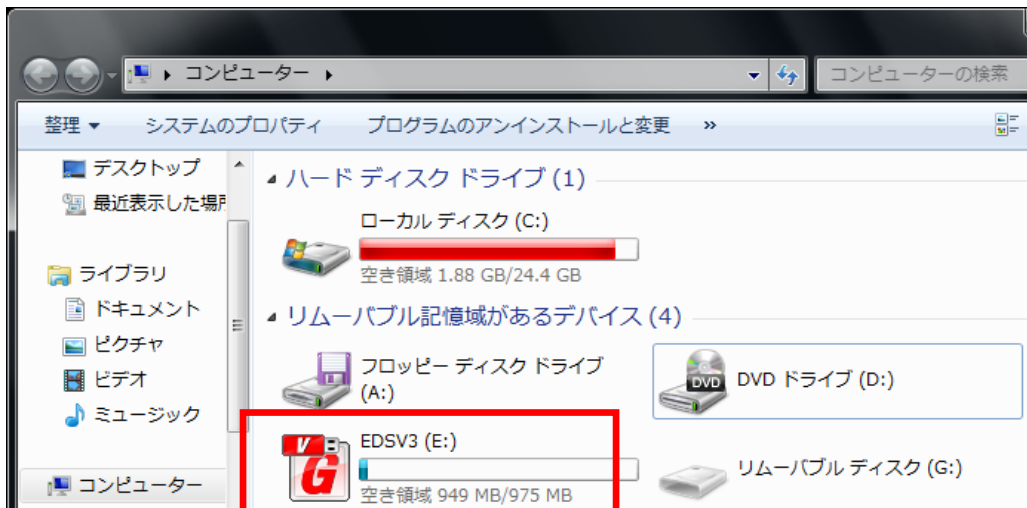 コンピューター
コンピューターの検索
整理 システムのプロパティ プログラムのアンインストールと変更 »
デスクトップ
最近表示した場所
ライブラリ
ドキュメント
ピクチャ
ビデオ
ミュージック
コンピューター
ハード ディスク ドライブ (1)
ローカル ディスク (C:)
空き領域 1.88 GB/24.4 GB
リムーバブル記憶域があるデバイス (4)
フロッピー ディスク ドライブ
(A:)
DVD
DVD ドライブ (D:)
V
G
EDSV3 (E:)
空き領域 949 MB/975 MB
リムーバブル ディスク (G:)